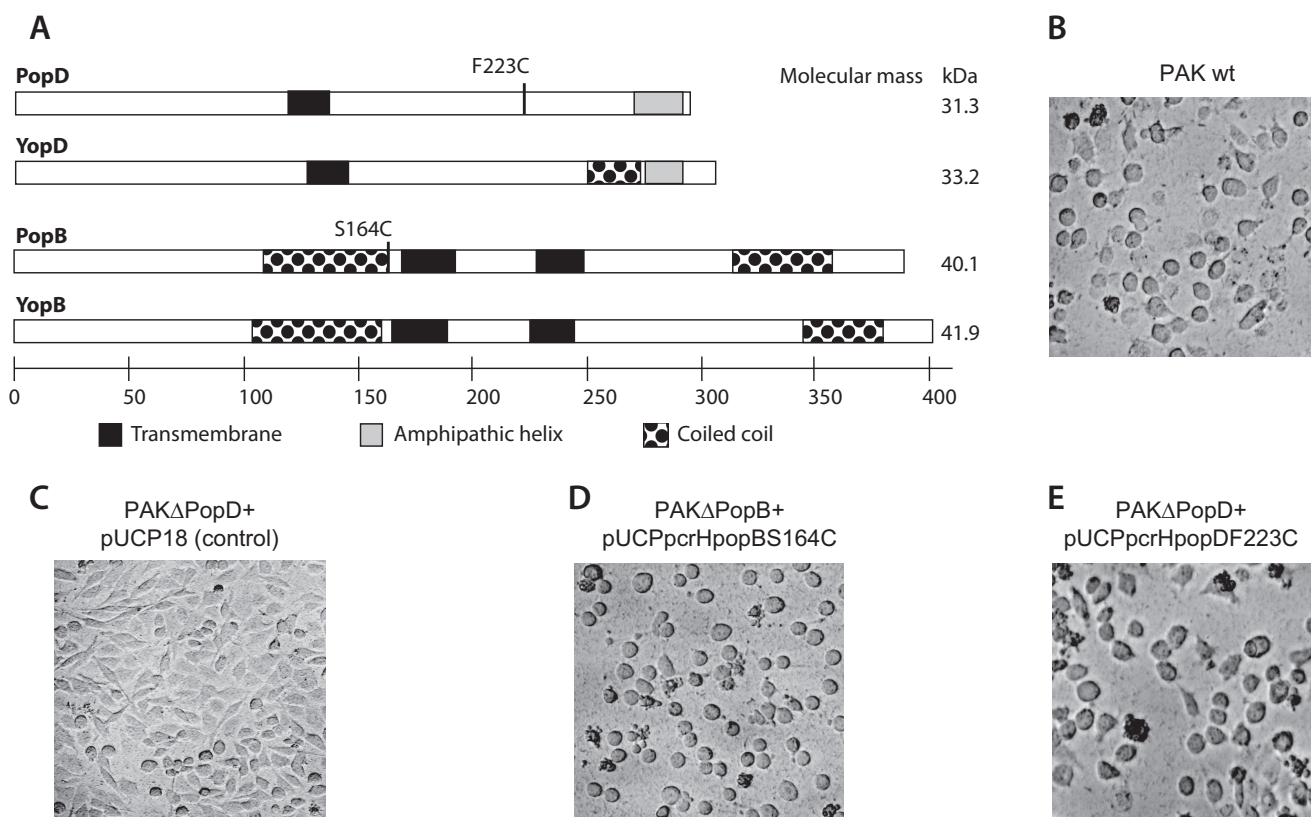 A
PopD
F223C
Molecular mass kDa
31.3
YopD
33.2
PopB
S164C
40.1
YopB
41.9
0 50 100 150 200 250 300 350 400
Transmembrane Amphipathic helix Coiled coil
B
PAK wt
C
PAKΔPopD+
pUCP18 (control)
D
PAKΔPopB+
pUCPpcrHpopBS164C
E
PAKΔPopD+
pUCPpcrHpopDF223C